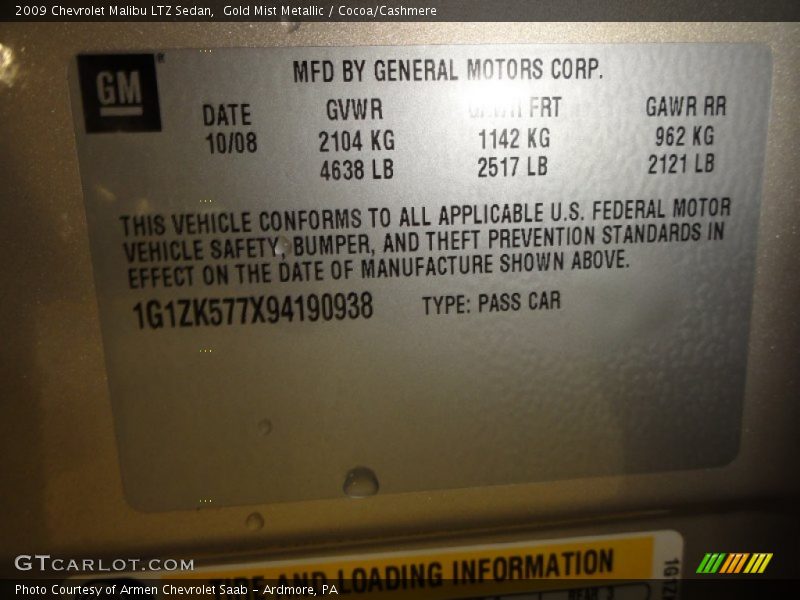 2009 Chevrolet Malibu LTZ Sedan, Gold Mist Metallic / Cocoa/Cashmere
GM
MFD BY GENERAL MOTORS CORP.
DATE GVWR GAWR FRT GAWR RR
10/08 2104 KG 1142 KG 962 KG
4638 LB 2517 LB 2121 LB
THIS VEHICLE CONFORMS TO ALL APPLICABLE U.S. FEDERAL MOTOR
VEHICLE SAFETY, BUMPER, AND THEFT PREVENTION STANDARDS IN
EFFECT ON THE DATE OF MANUFACTURE SHOWN ABOVE.
1G1ZK577X94190938 TYPE: PASS CAR
TIRE AND LOADING INFORMATION
GTCARLOT.COM
Photo Courtesy of Armen Chevrolet Saab - Ardmore, PA